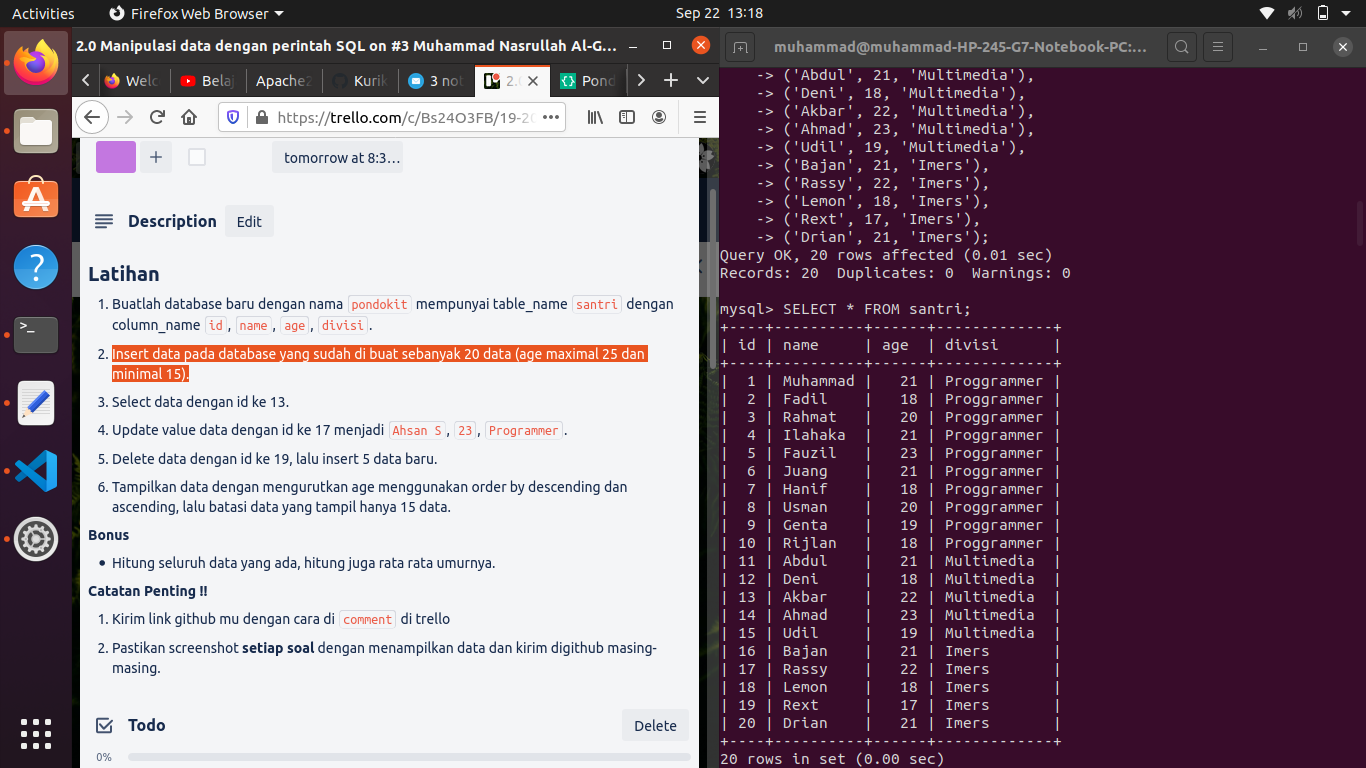 Activities
Firefox Web Browser
Sep 22 13:18
2.0 Manipulasi data dengan perintah SQL on #3 Muhammad Nasrullah Al-G...
Welc
Belaj
Apache2
Kurik
3 not
2.0
Pond
https://trello.com/c/Bs24O3FB/19-20
tomorrow at 8:3...
Description
Edit
Latihan
1. Buatlah database baru dengan nama pondokit mempunyai table_name santri dengan
column_name id, name, age, divisi.
2. Insert data pada database yang sudah di buat sebanyak 20 data (age maximal 25 dan
minimal 15).
3. Select data dengan id ke 13.
4. Update value data dengan id ke 17 menjadi Ahsan S, 23, Programmer.
5. Delete data dengan id ke 19, lalu insert 5 data baru.
6. Tampilkan data dengan mengurutkan age menggunakan order by descending dan
ascending, lalu batasi data yang tampil hanya 15 data.
Bonus
• Hitung seluruh data yang ada, hitung juga rata rata umurnya.
Catatan Penting !!
1. Kirim link github mu dengan cara di comment di trello
2. Pastikan screenshot setiap soal dengan menampilkan data dan kirim digithub masing-
masing.
Todo
Delete
0%
muhammad@muhammad-HP-245-G7-Notebook-PC:...
-> ('Abdul', 21, 'Multimedia'),
-> ('Deni', 18, 'Multimedia'),
-> ('Akbar', 22, 'Multimedia'),
-> ('Ahmad', 23, 'Multimedia'),
-> ('Udil', 19, 'Multimedia'),
-> ('Bajan', 21, 'Imers'),
-> ('Rassy', 22, 'Imers'),
-> ('Lemon', 18, 'Imers'),
-> ('Rext', 17, 'Imers'),
-> ('Drian', 21, 'Imers');
Query OK, 20 rows affected (0.01 sec)
Records: 20  Duplicates: 0  Warnings: 0
mysql> SELECT * FROM santri;
+----+----------+------+-------------+
| id | name     | age  | divisi      |
+----+----------+------+-------------+
|  1 | Muhammad |   21 | Proggrammer |
|  2 | Fadil    |   18 | Proggrammer |
|  3 | Rahmat   |   20 | Proggrammer |
|  4 | Ilahaka  |   21 | Proggrammer |
|  5 | Fauzil   |   23 | Proggrammer |
|  6 | Juang    |   21 | Proggrammer |
|  7 | Hanif    |   18 | Proggrammer |
|  8 | Usman    |   20 | Proggrammer |
|  9 | Genta    |   19 | Proggrammer |
| 10 | Rijlan   |   18 | Proggrammer |
| 11 | Abdul    |   21 | Multimedia  |
| 12 | Deni     |   18 | Multimedia  |
| 13 | Akbar    |   22 | Multimedia  |
| 14 | Ahmad    |   23 | Multimedia  |
| 15 | Udil     |   19 | Multimedia  |
| 16 | Bajan    |   21 | Imers       |
| 17 | Rassy    |   22 | Imers       |
| 18 | Lemon    |   18 | Imers       |
| 19 | Rext     |   17 | Imers       |
| 20 | Drian    |   21 | Imers       |
+----+----------+------+-------------+
20 rows in set (0.00 sec)